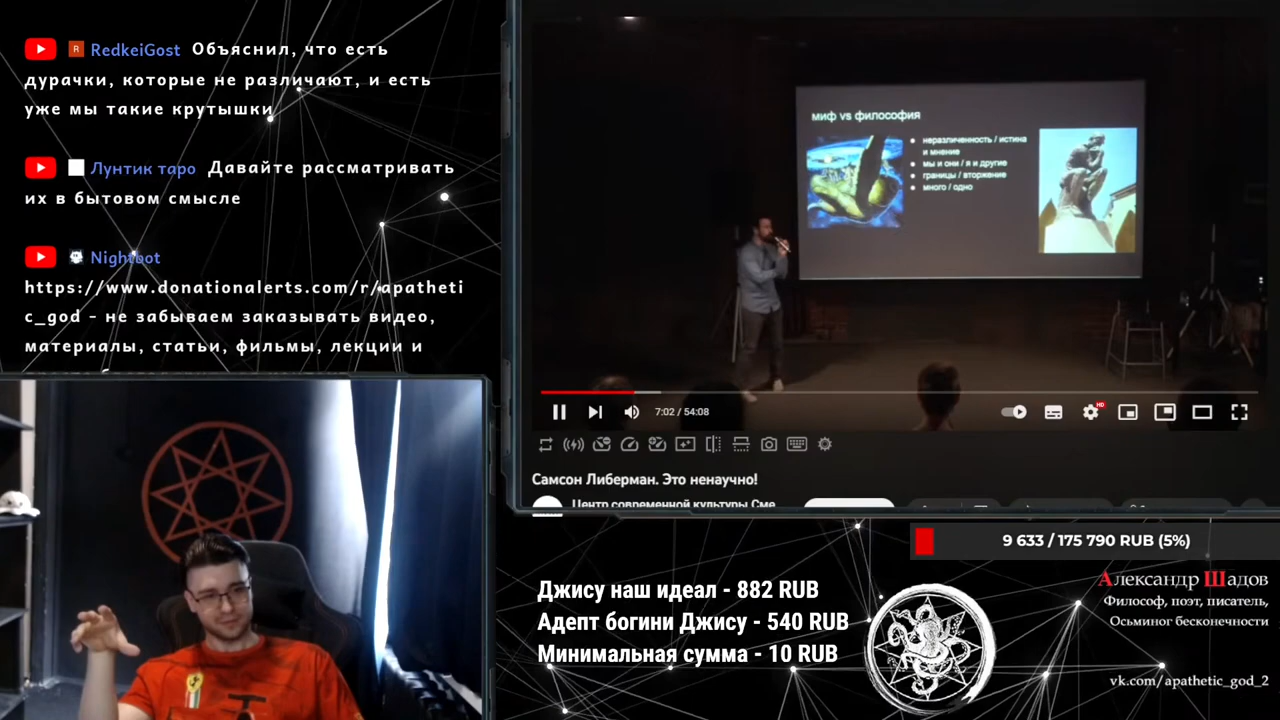 RedkeiGost Объяснил, что есть
дурачки, которые не различают, и есть
уже мы такие крутышки
Лунтик таро Давайте рассматривать
их в бытовом смысле
Nightbot
https://www.donationalerts.com/r/apatheti
c_god - не забываем заказывать видео,
материалы, статьи, фильмы, лекции и
миф vs философия
неразличенность / истина
и мнение
мы и они / я и другие
границы / вторжение
много / одно
7:02 / 54:08
HD
Самсон Либерман. Это ненаучно!
Центр современной культуры Сме
9 633 / 175 790 RUB (5%)
Джису наш идеал - 882 RUB
Адепт богини Джису - 540 RUB
Минимальная сумма - 10 RUB
Александр Шадов
Философ, поэт, писатель,
Осьминог бесконечности
vk.com/apathetic_god_2